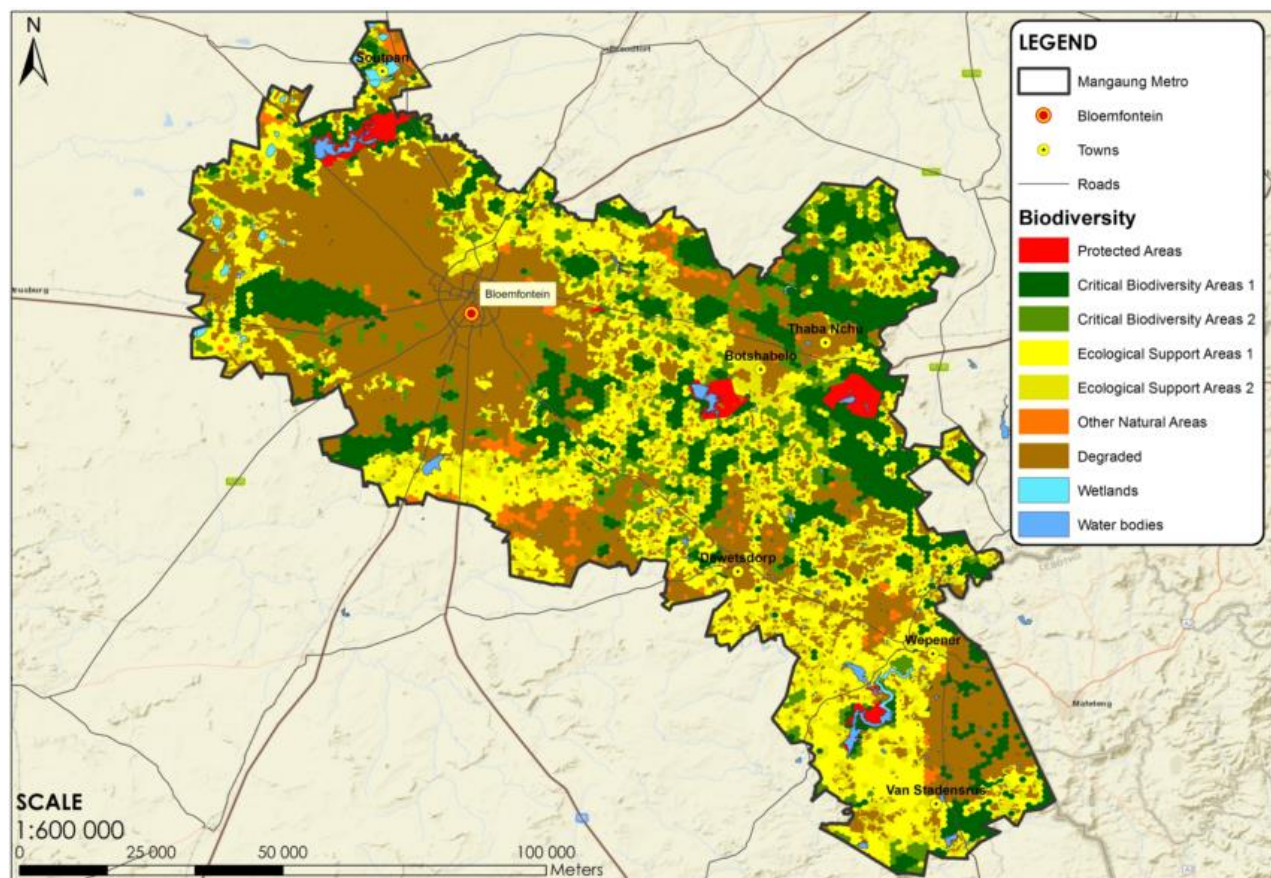 N
Soutpan
Brandfort
Bloemfontein
Thaba Nchu
Botshabelo
Dewetsdorp
Wepener
Mafeteng
Van Stadensrus
SCALE
1:600 000
0 25 000 50 000 100 000
Meters
LEGEND
Mangaung Metro
Bloemfontein
Towns
Roads
Biodiversity
Protected Areas
Critical Biodiversity Areas 1
Critical Biodiversity Areas 2
Ecological Support Areas 1
Ecological Support Areas 2
Other Natural Areas
Degraded
Wetlands
Water bodies